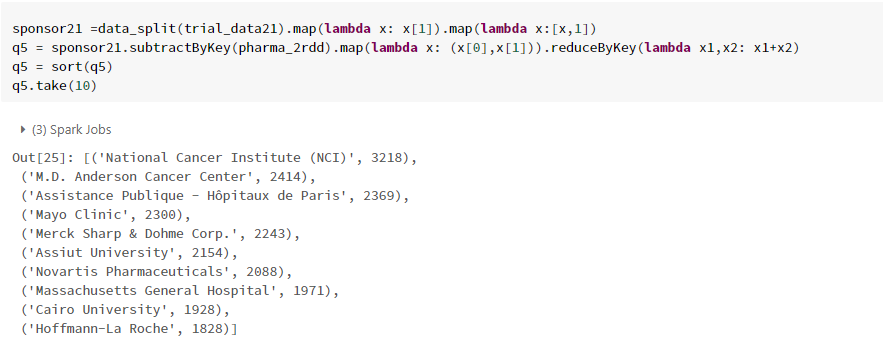 sponsor21 =data_split(trial_data21).map(lambda x: x[1]).map(lambda x:[x,1])
q5 = sponsor21.subtractByKey(pharma_2rdd).map(lambda x: (x[0],x[1])).reduceByKey(lambda x1,x2: x1+x2)
q5 = sort(q5)
q5.take(10)
(3) Spark Jobs
Out[25]: [('National Cancer Institute (NCI)', 3218),
('M.D. Anderson Cancer Center', 2414),
('Assistance Publique - Hôpitaux de Paris', 2369),
('Mayo Clinic', 2300),
('Merck Sharp & Dohme Corp.', 2243),
('Assiut University', 2154),
('Novartis Pharmaceuticals', 2088),
('Massachusetts General Hospital', 1971),
('Cairo University', 1928),
('Hoffmann-La Roche', 1828)]